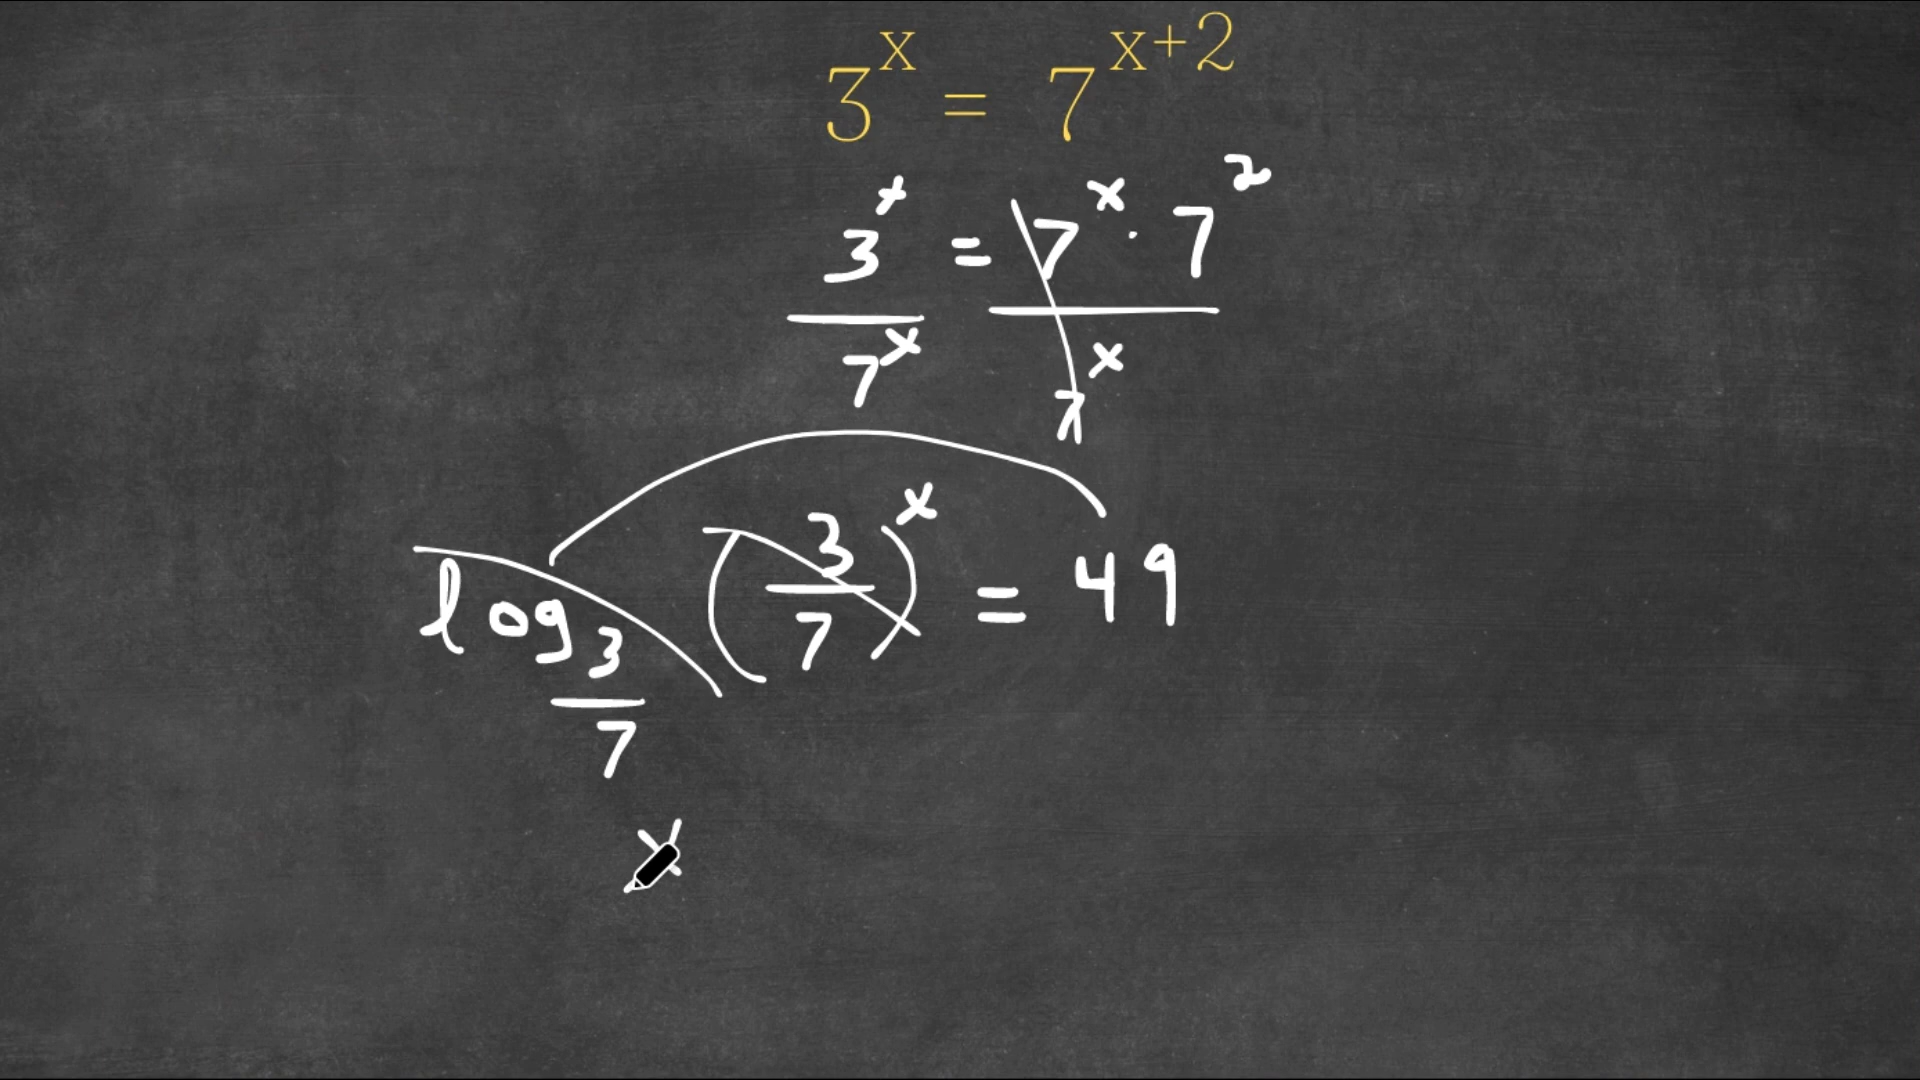 3^x = 7^(x+2)
3^x = 7^x · 7^2
7^x 7^x
log_(3/7) (3/7)^x = 49
x